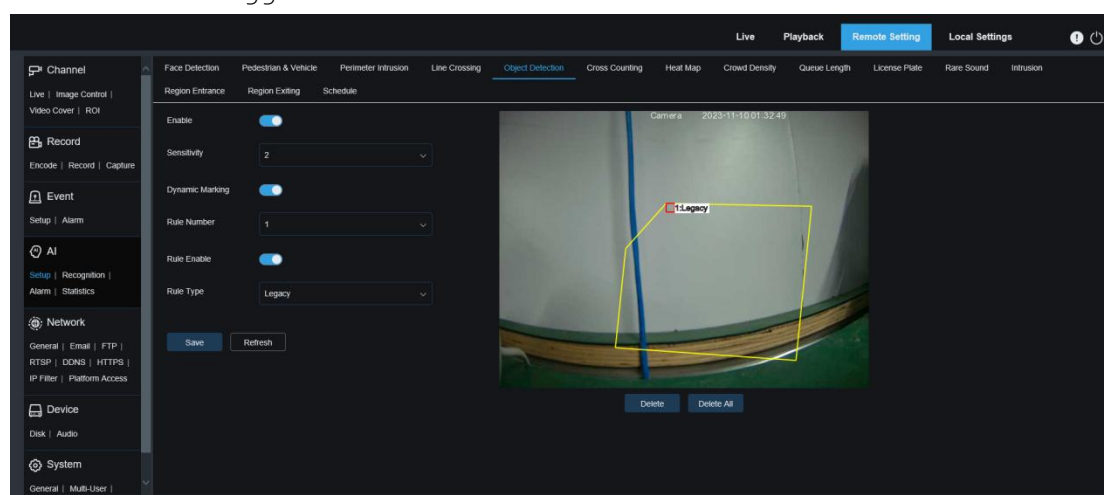 Live Playback Remote Setting Local Settings
Channel
Live | Image Control |
Video Cover | ROI
Record
Encode | Record | Capture
Event
Setup | Alarm
AI
Setup | Recognition |
Alarm | Statistics
Network
General | Email | FTP |
RTSP | DDNS | HTTPS |
IP Filter | Platform Access
Device
Disk | Audio
System
General | Multi-User |
Face Detection Pedestrian & Vehicle Perimeter Intrusion Line Crossing Object Detection Cross Counting Heat Map Crowd Density Queue Length License Plate Rare Sound Intrusion
Region Entrance Region Exiting Schedule
Enable
Sensitivity 2
Dynamic Marking
Rule Number 1
Rule Enable
Rule Type Legacy
Save Refresh
Camera 2023-11-10 01:32:49
1:Legacy
Delete Delete All